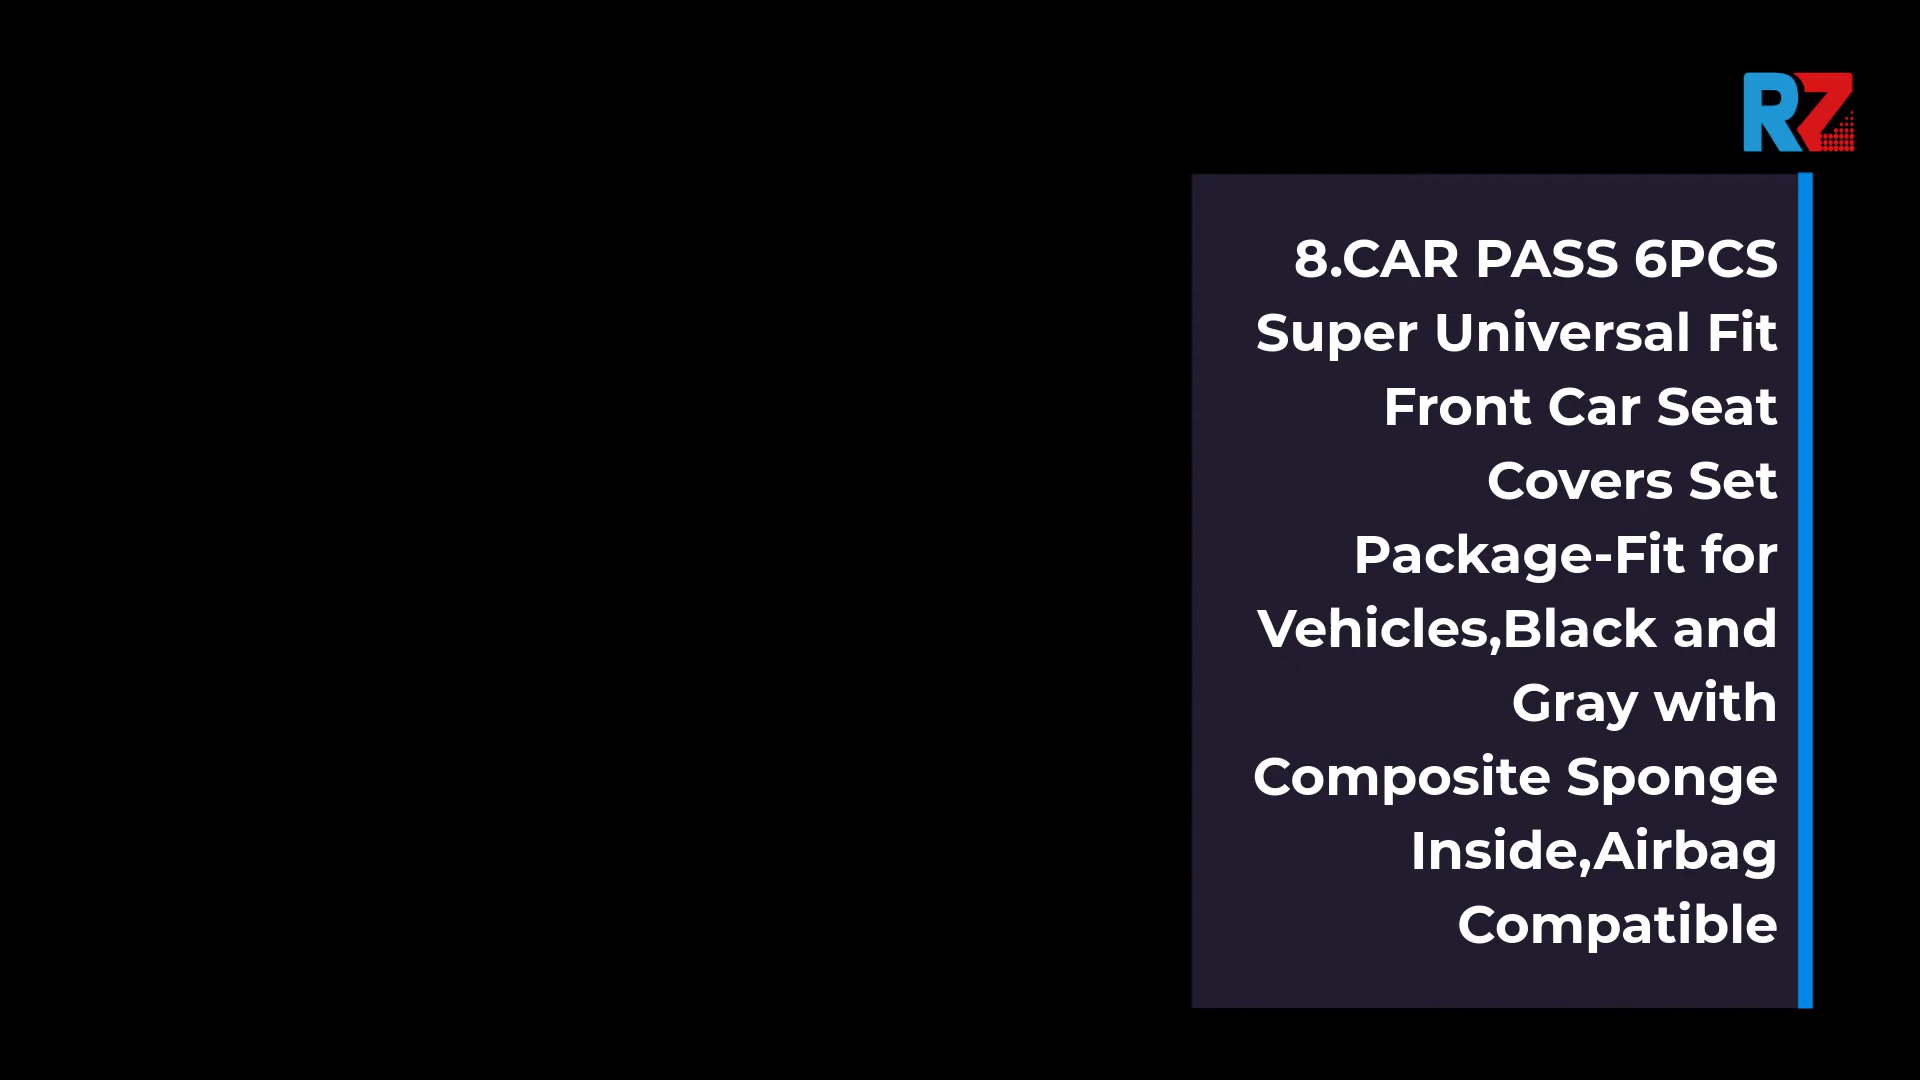 RZ
8.CAR PASS 6PCS
Super Universal Fit
Front Car Seat
Covers Set
Package-Fit for
Vehicles,Black and
Gray with
Composite Sponge
Inside,Airbag
Compatible